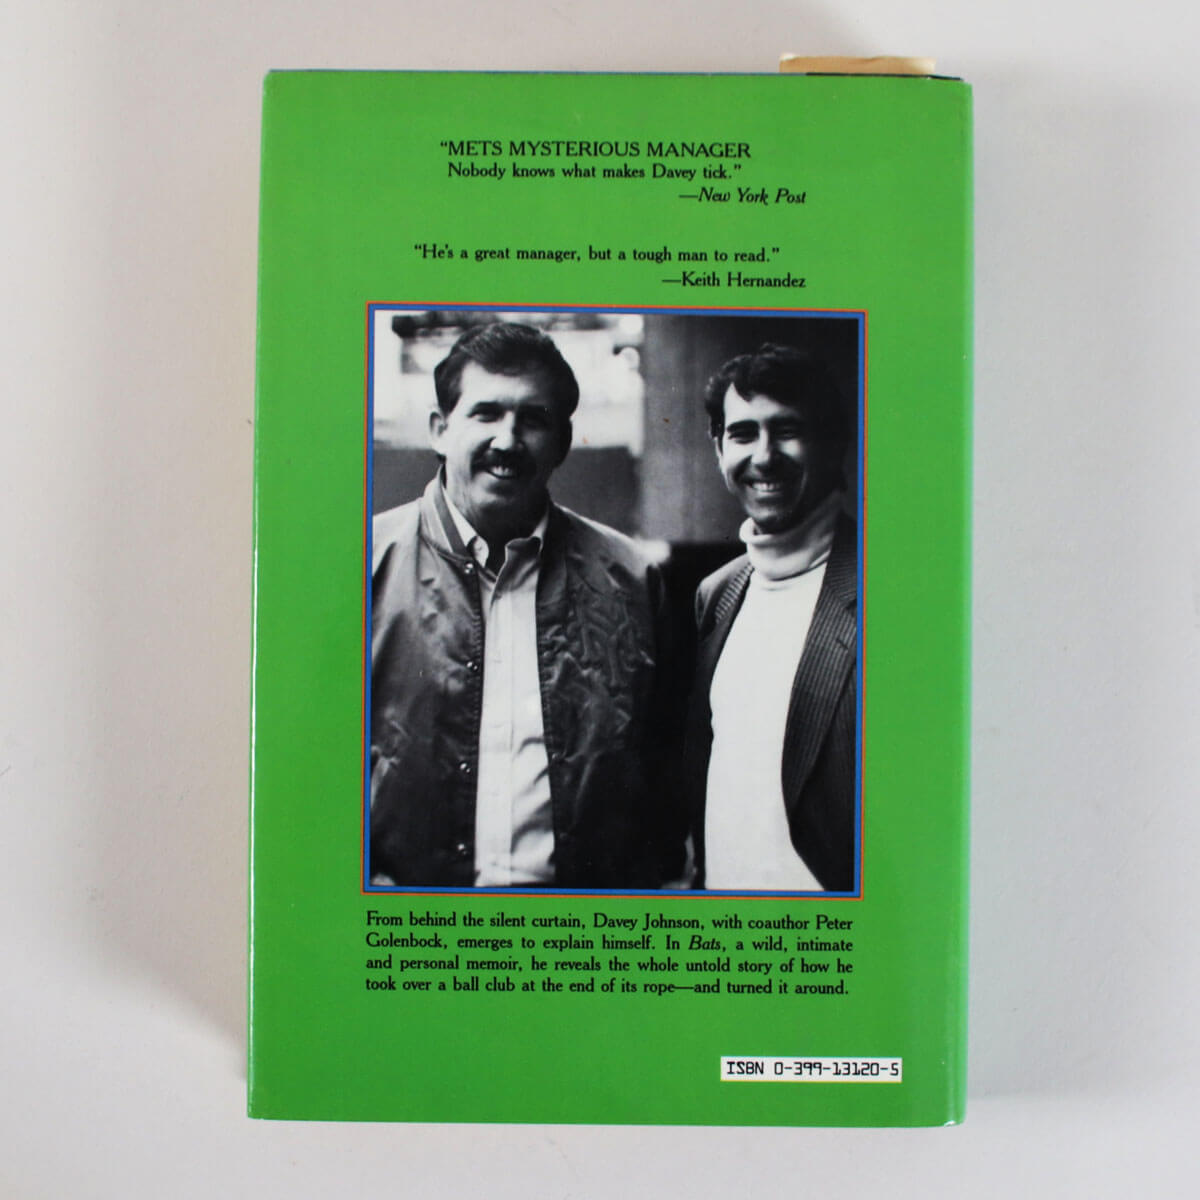 “METS MYSTERIOUS MANAGER
Nobody knows what makes Davey tick.”
—New York Post
“He's a great manager, but a tough man to read.”
—Keith Hernandez
From behind the silent curtain, Davey Johnson, with coauthor Peter
Golenbock, emerges to explain himself. In Bats, a wild, intimate
and personal memoir, he reveals the whole untold story of how he
took over a ball club at the end of its rope—and turned it around.
ISBN 0-399-13120-5